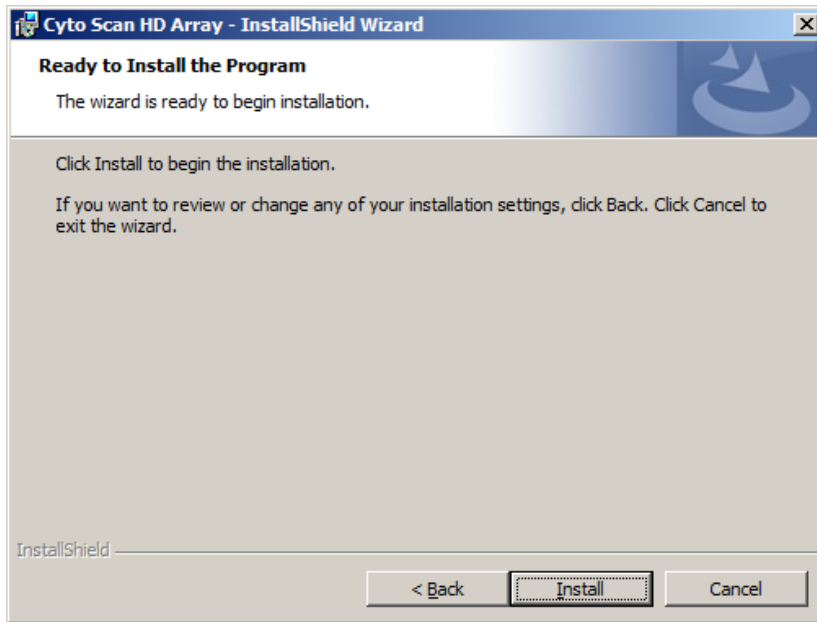 Cyto Scan HD Array - InstallShield Wizard
Ready to Install the Program
The wizard is ready to begin installation.
Click Install to begin the installation.
If you want to review or change any of your installation settings, click Back. Click Cancel to
exit the wizard.
InstallShield
< Back
Install
Cancel